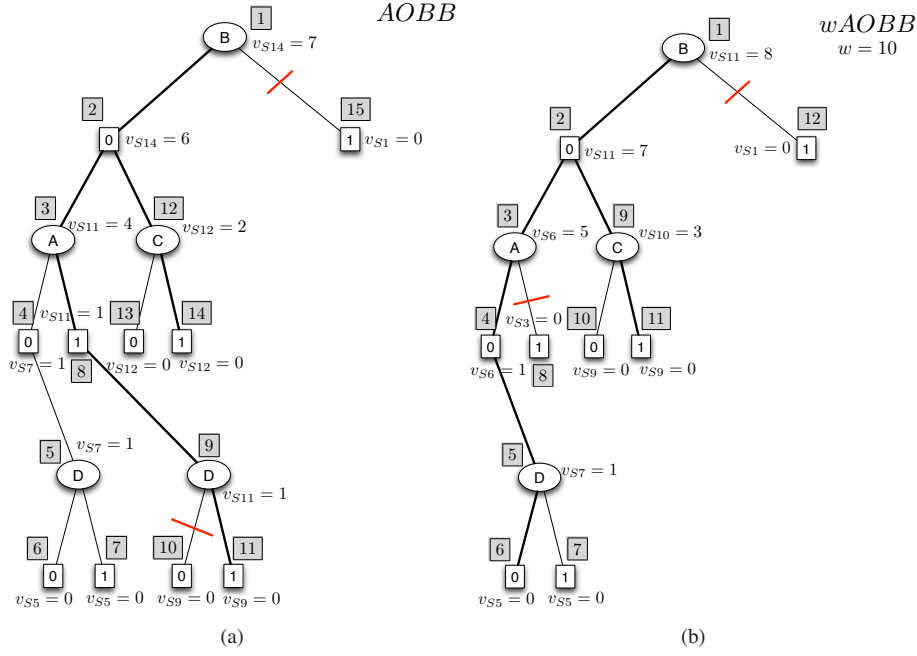 AOBB
1
B
v_{S14} = 7
2
0
v_{S14} = 6
15
1
v_{S1} = 0
3
A
v_{S11} = 4
12
C
v_{S12} = 2
4
0
v_{S7} = 1
v_{S11} = 1
1
8
13
0
v_{S12} = 0
14
1
v_{S12} = 0
5
D
v_{S7} = 1
9
D
v_{S11} = 1
6
0
v_{S5} = 0
7
1
v_{S5} = 0
10
0
v_{S9} = 0
11
1
v_{S9} = 0
(a)
wAOBB
w = 10
1
B
v_{S11} = 8
2
0
v_{S11} = 7
12
1
v_{S1} = 0
3
A
v_{S6} = 5
9
C
v_{S10} = 3
4
0
v_{S6} = 1
v_{S3} = 0
1
8
10
0
v_{S9} = 0
11
1
v_{S9} = 0
5
D
v_{S7} = 1
6
0
v_{S5} = 0
7
1
v_{S5} = 0
(b)